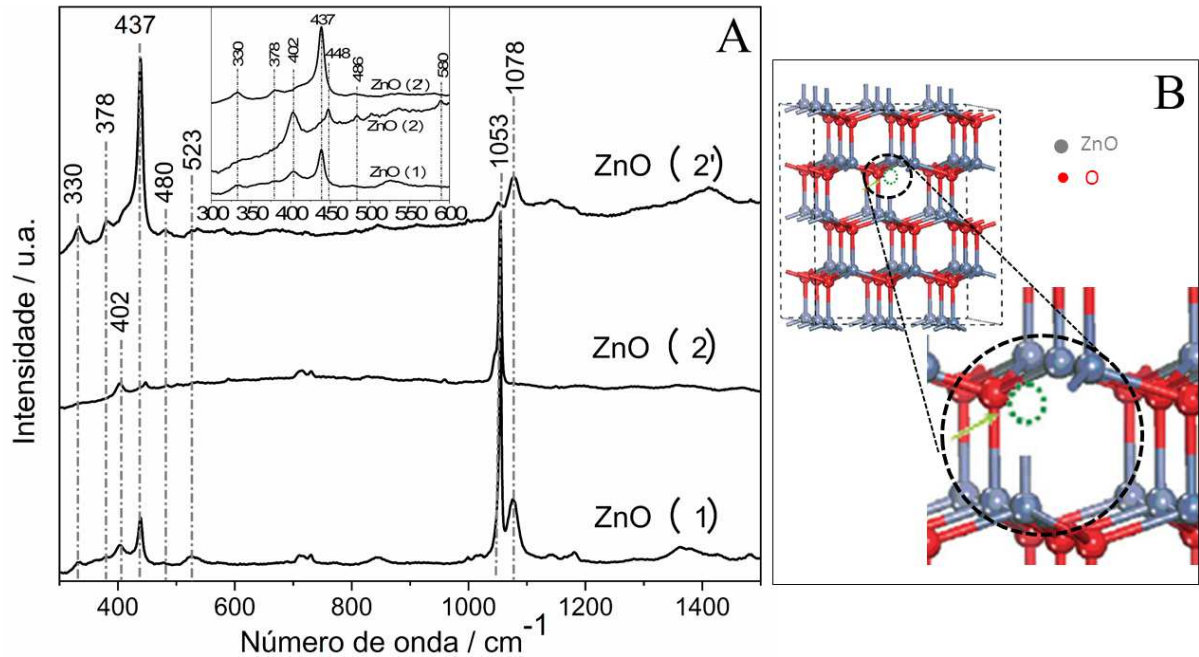 A
437
330
378
402
480
523
1053
1078
ZnO (2')
ZnO (2)
ZnO (1)
437
330
378
402
448
486
580
ZnO (2')
ZnO (2)
ZnO (1)
300 350 400 450 500 550 600
400 600 800 1000 1200 1400
Intensidade / u.a.
Número de onda / cm-1
B
ZnO
O